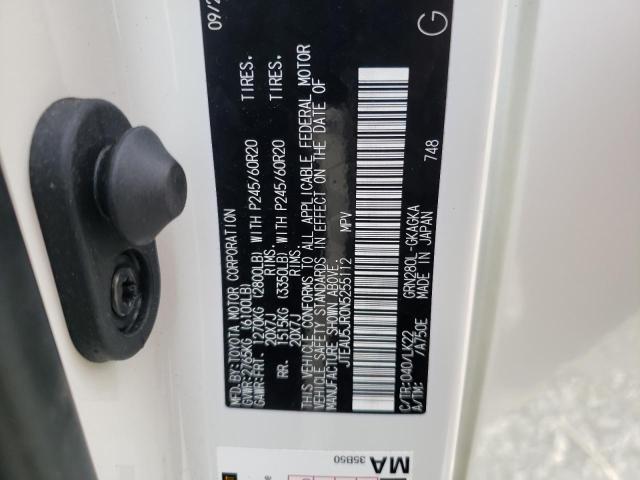 MFD.BY:TOYOTA MOTOR CORPORATION 09/2
GVWR:2765KG (6100LB)
GAWR:FRT. 1270KG (2800LB) WITH P245/60R20 TIRES.
20X7J RIMS.
RR. 1515KG (3350LB) WITH P245/60R20 TIRES.
20X7J RIMS.
THIS VEHICLE CONFORMS TO ALL APPLICABLE FEDERAL MOTOR
VEHICLE SAFETY STANDARDS IN EFFECT ON THE DATE OF
MANUFACTURE SHOWN ABOVE.
JTEAU5JR0N5255112 MPV
C/TR:040/LK22 GRN280L-GKAGKA 748 G
A/TM: /A750E MADE IN JAPAN
MA
35B50